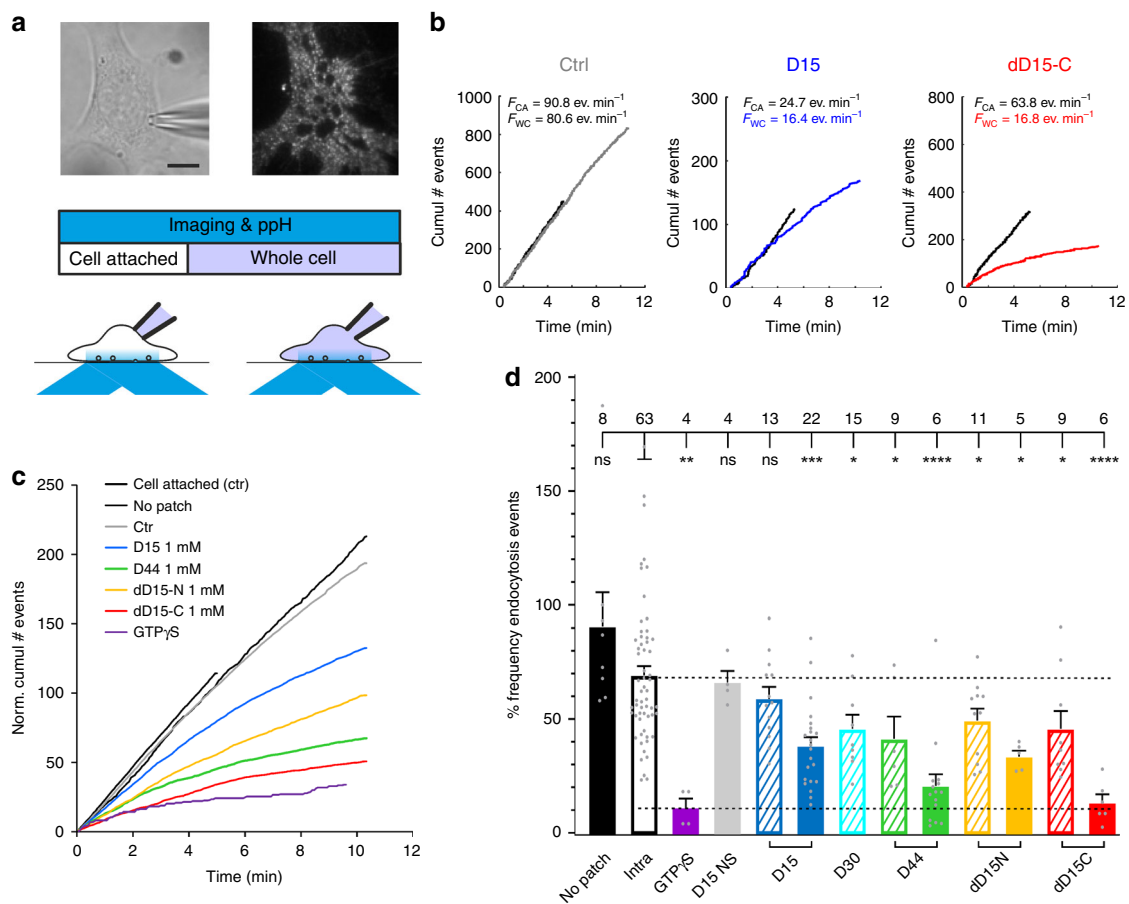 a
Imaging & ppH
Cell attached
Whole cell
b
Ctrl
D15
dD15-C
1000
800
600
400
200
0
Cumul # events
F_CA = 90.8 ev. min⁻¹
F_WC = 80.6 ev. min⁻¹
0 4 8 12
Time (min)
300
200
100
0
Cumul # events
F_CA = 24.7 ev. min⁻¹
F_WC = 16.4 ev. min⁻¹
0 4 8 12
Time (min)
800
600
400
200
0
Cumul # events
F_CA = 63.8 ev. min⁻¹
F_WC = 16.8 ev. min⁻¹
0 4 8 12
Time (min)
c
250
200
150
100
50
0
Norm. cumul # events
Cell attached (ctr)
No patch
Ctr
D15 1 mM
D44 1 mM
dD15-N 1 mM
dD15-C 1 mM
GTPγS
0 2 4 6 8 10 12
Time (min)
d
200
150
100
50
0
% frequency endocytosis events
8 63 4 4 13 22 15 9 6 11 5 9 6
ns ** ns ns *** * * **** * * * ****
No patch
Intra
GTPγS
D15 NS
D15
D30
D44
dD15N
dD15C